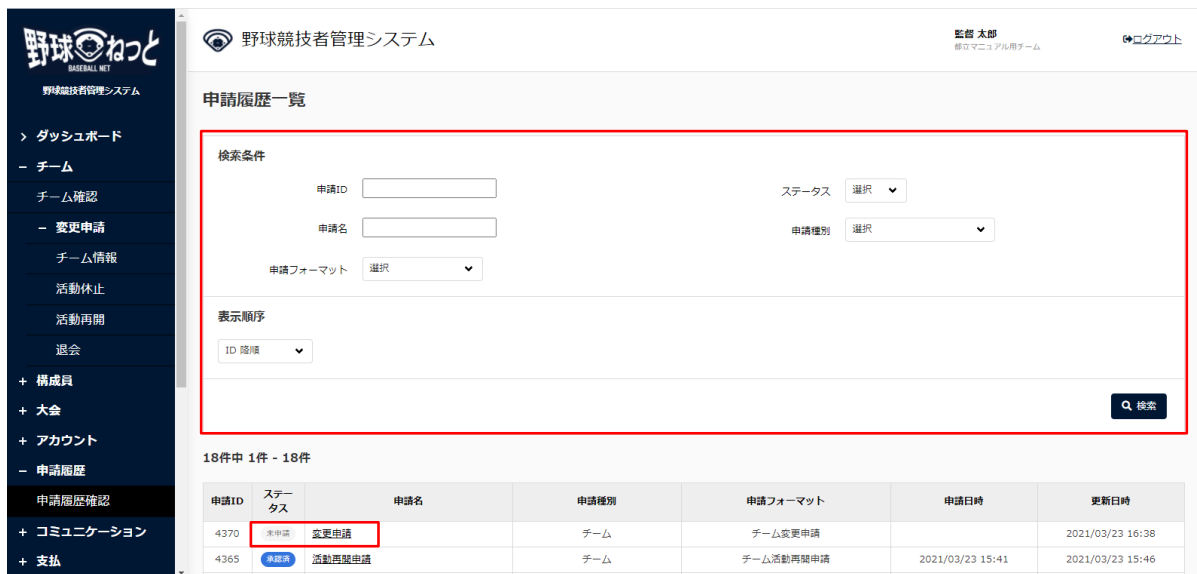 野球ねっと
BASEBALL NET
野球競技者管理システム
> ダッシュボード
− チーム
チーム確認
− 変更申請
チーム情報
活動休止
活動再開
退会
+ 構成員
+ 大会
+ アカウント
− 申請履歴
申請履歴確認
+ コミュニケーション
+ 支払
野球競技者管理システム
監督 太郎
都立マニュアル用チーム
ログアウト
申請履歴一覧
検索条件
申請ID
ステータス 選択
申請名
申請種別 選択
申請フォーマット 選択
表示順序
ID 降順
検索
18件中 1件 - 18件
申請ID ステータス 申請名 申請種別 申請フォーマット 申請日時 更新日時
4370 未申請 変更申請 チーム チーム変更申請 2021/03/23 16:38
4365 承認済 活動再開申請 チーム チーム活動再開申請 2021/03/23 15:41 2021/03/23 15:46